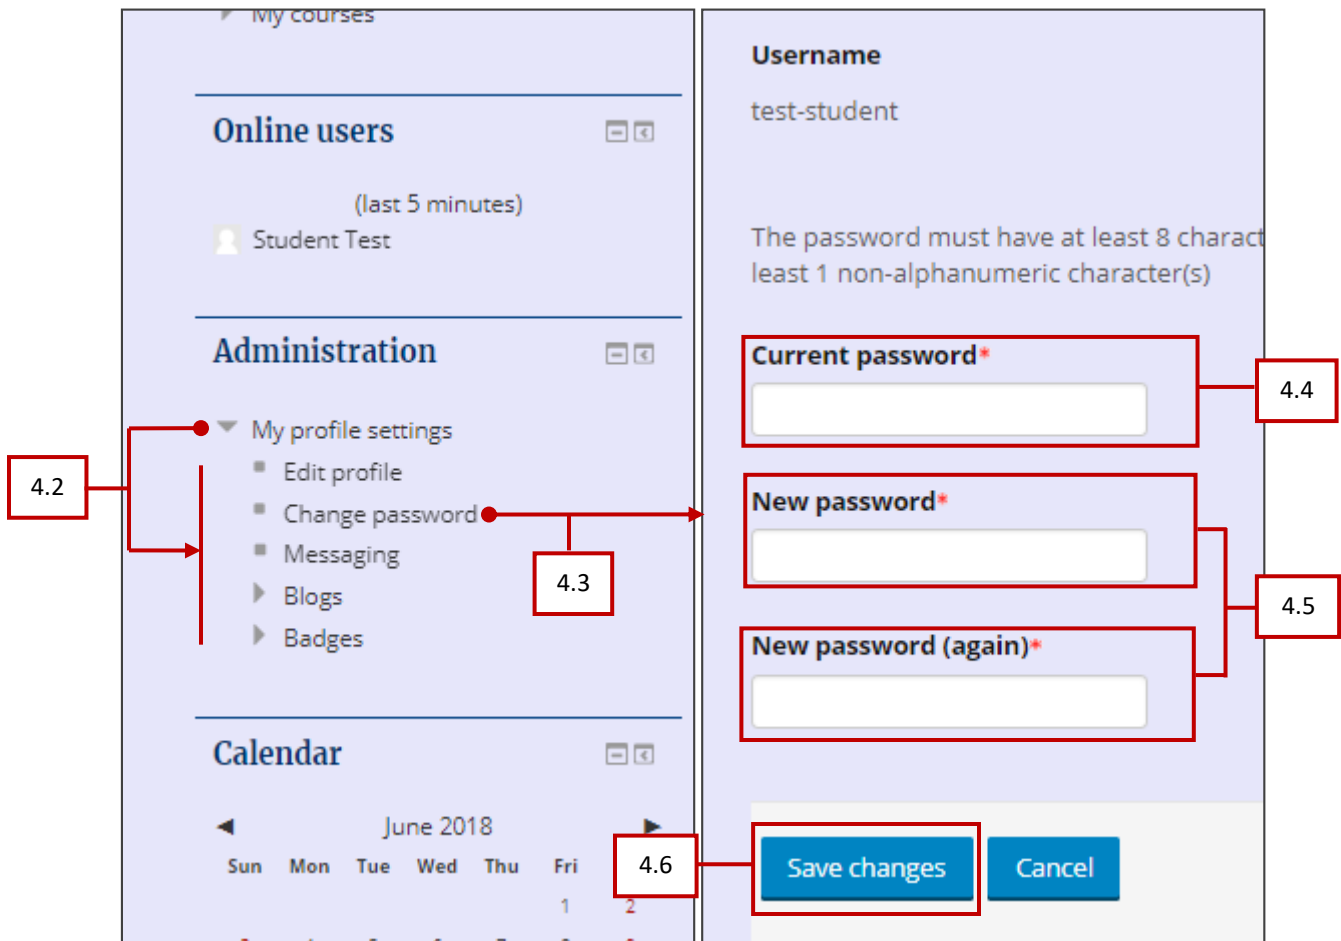 My courses
Online users
(last 5 minutes)
Student Test
Administration
My profile settings
Edit profile
Change password
Messaging
Blogs
Badges
Calendar
June 2018
Sun Mon Tue Wed Thu Fri
1 2
4.2
4.3
Username
test-student
The password must have at least 8 charact
least 1 non-alphanumeric character(s)
Current password*
4.4
New password*
New password (again)*
4.5
4.6
Save changes
Cancel